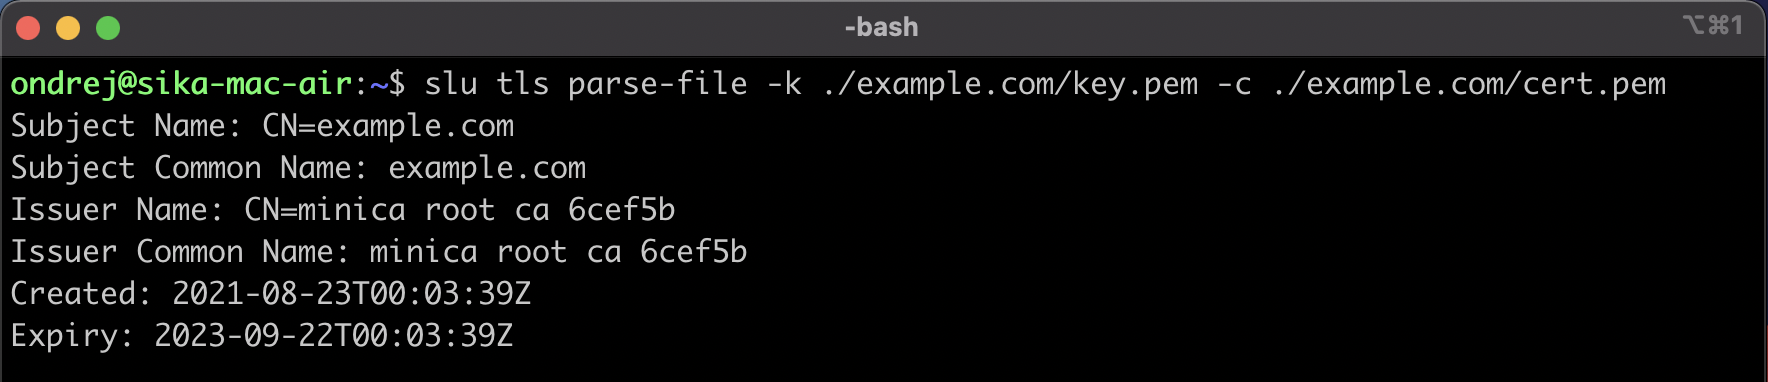 -bash
⌥⌘1
ondrej@sika-mac-air:~$ slu tls parse-file -k ./example.com/key.pem -c ./example.com/cert.pem
Subject Name: CN=example.com
Subject Common Name: example.com
Issuer Name: CN=minica root ca 6cef5b
Issuer Common Name: minica root ca 6cef5b
Created: 2021-08-23T00:03:39Z
Expiry: 2023-09-22T00:03:39Z